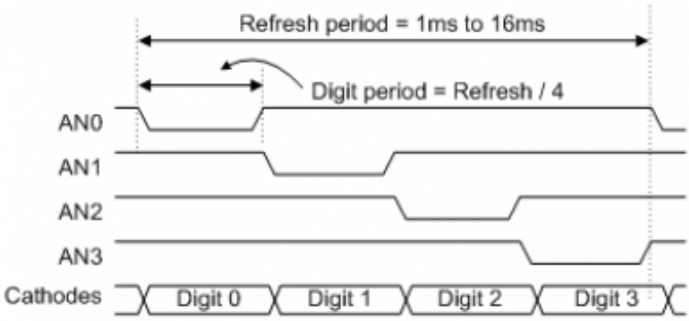 Refresh period = 1ms to 16ms
Digit period = Refresh / 4
AN0
AN1
AN2
AN3
Cathodes Digit 0 Digit 1 Digit 2 Digit 3